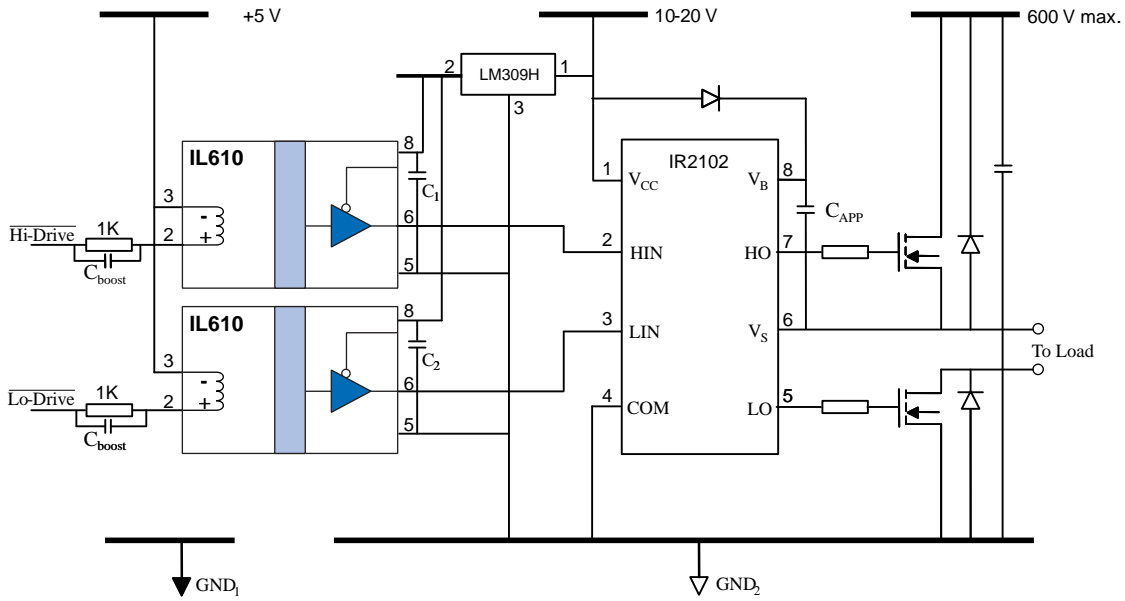 +5 V
10-20 V
600 V max.
2
LM309H
1
3
IL610
8
C1
3
-
Hi-Drive
1K
2
+
Cboost
6
5
IR2102
1
VCC
VB
8
CAPP
2
HIN
HO
7
3
LIN
VS
6
To Load
4
COM
LO
5
IL610
8
C2
3
-
Lo-Drive
1K
2
+
Cboost
6
5
GND1
GND2